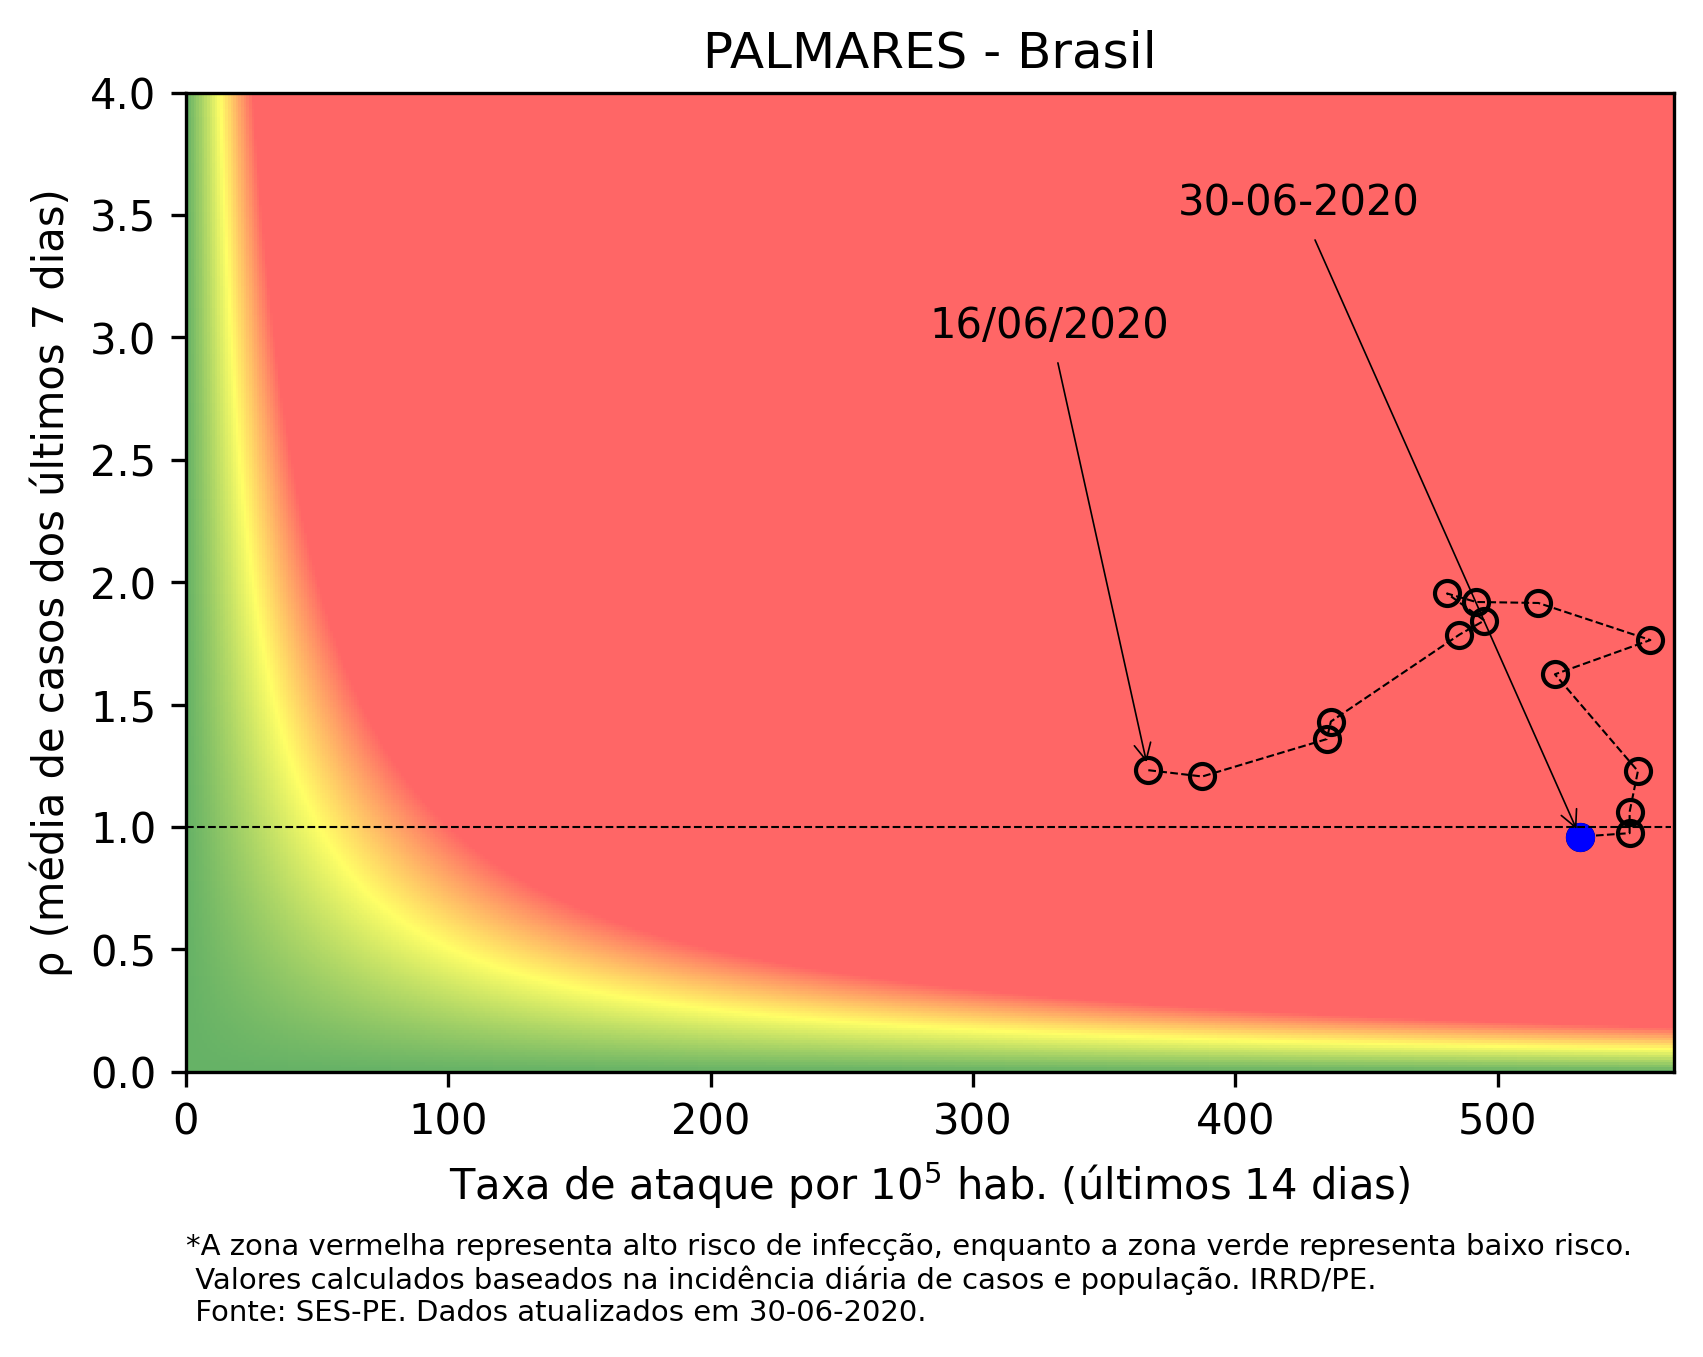 PALMARES - Brasil
4.0
3.5
3.0
2.5
2.0
1.5
1.0
0.5
0.0
ρ (média de casos dos últimos 7 dias)
30-06-2020
16/06/2020
0 100 200 300 400 500
Taxa de ataque por 10⁵ hab. (últimos 14 dias)
*A zona vermelha representa alto risco de infecção, enquanto a zona verde representa baixo risco.
Valores calculados baseados na incidência diária de casos e população. IRRD/PE.
Fonte: SES-PE. Dados atualizados em 30-06-2020.